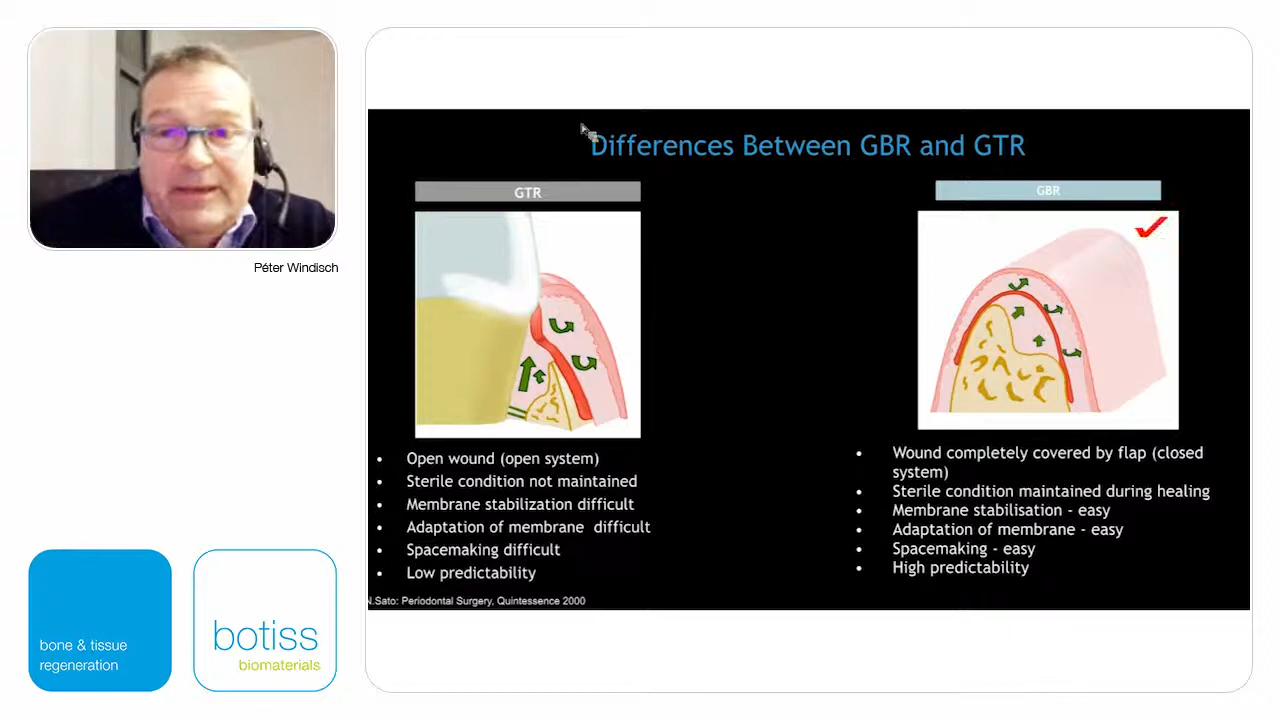 Péter Windisch
bone & tissue
regeneration
botiss
biomaterials
Differences Between GBR and GTR
GTR
• Open wound (open system)
• Sterile condition not maintained
• Membrane stabilization difficult
• Adaptation of membrane difficult
• Spacemaking difficult
• Low predictability
N.Sato: Periodontal Surgery, Quintessence 2000
GBR
• Wound completely covered by flap (closed
system)
• Sterile condition maintained during healing
• Membrane stabilisation - easy
• Adaptation of membrane - easy
• Spacemaking - easy
• High predictability